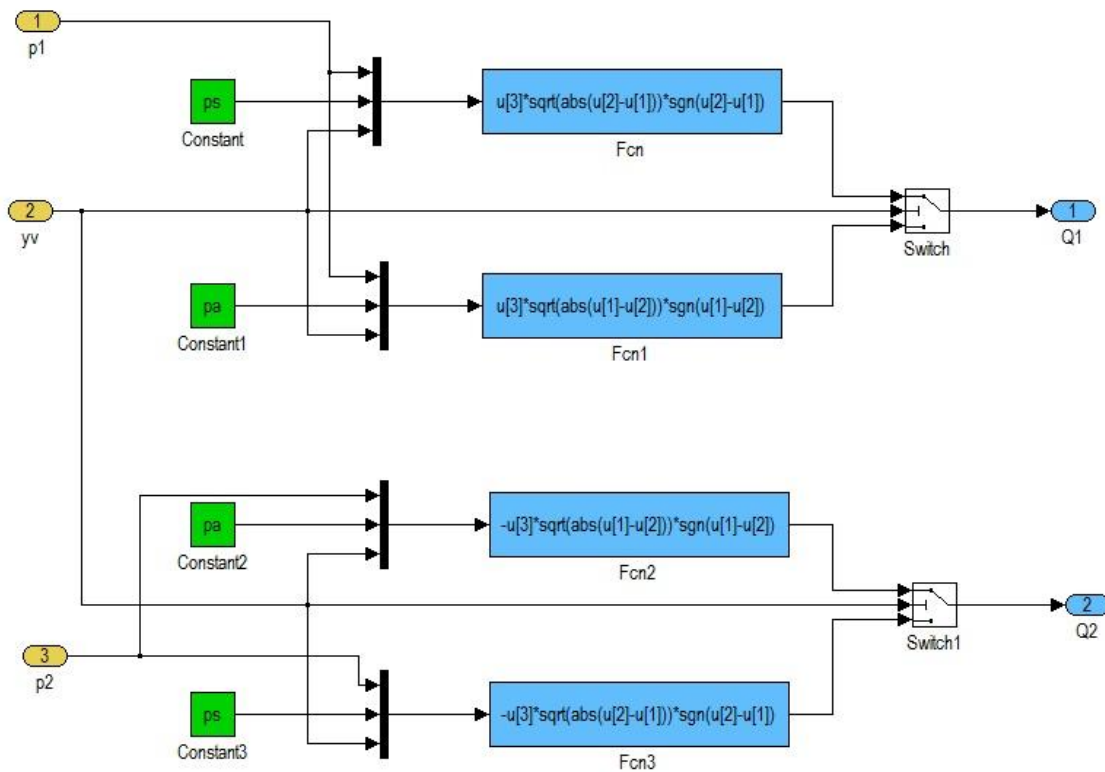 1
p1
ps
Constant
u[3]*sqrt(abs(u[2]-u[1]))*sgn(u[2]-u[1])
Fcn
2
yv
Switch
1
Q1
pa
Constant1
u[3]*sqrt(abs(u[1]-u[2]))*sgn(u[1]-u[2])
Fcn1
pa
Constant2
-u[3]*sqrt(abs(u[1]-u[2]))*sgn(u[1]-u[2])
Fcn2
Switch1
2
Q2
3
p2
ps
Constant3
-u[3]*sqrt(abs(u[2]-u[1]))*sgn(u[2]-u[1])
Fcn3